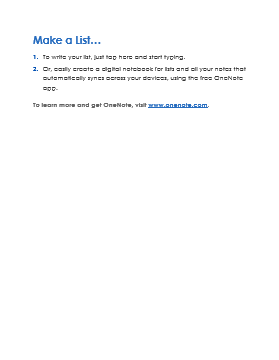 Make a List...
1. To write your list, just tap here and start typing.
2. Or, easily create a digital notebook for lists and all your notes that
automatically syncs across your devices, using the free OneNote
app.
To learn more and get OneNote, visit www.onenote.com.